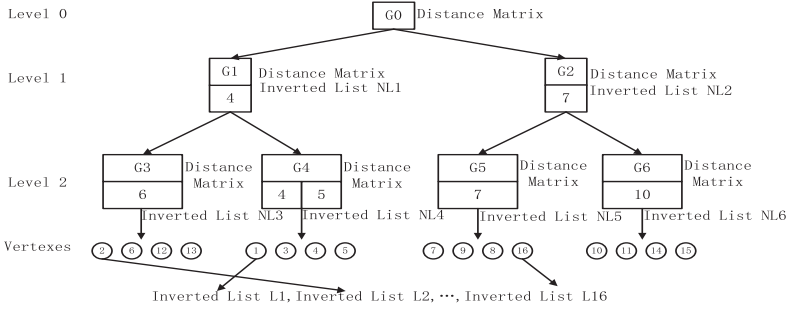 Level 0
G0 Distance Matrix
Level 1
G1 Distance Matrix
4 Inverted List NL1
G2 Distance Matrix
7 Inverted List NL2
Level 2
G3 Distance Matrix
6
G4 Distance Matrix
4 5
G5 Distance Matrix
7
G6 Distance Matrix
10
Inverted List NL3
Inverted List NL4
Inverted List NL5
Inverted List NL6
Vertexes
2 6 12 13
1 3 4 5
7 9 8 16
10 11 14 15
Inverted List L1, Inverted List L2, ⋯, Inverted List L16